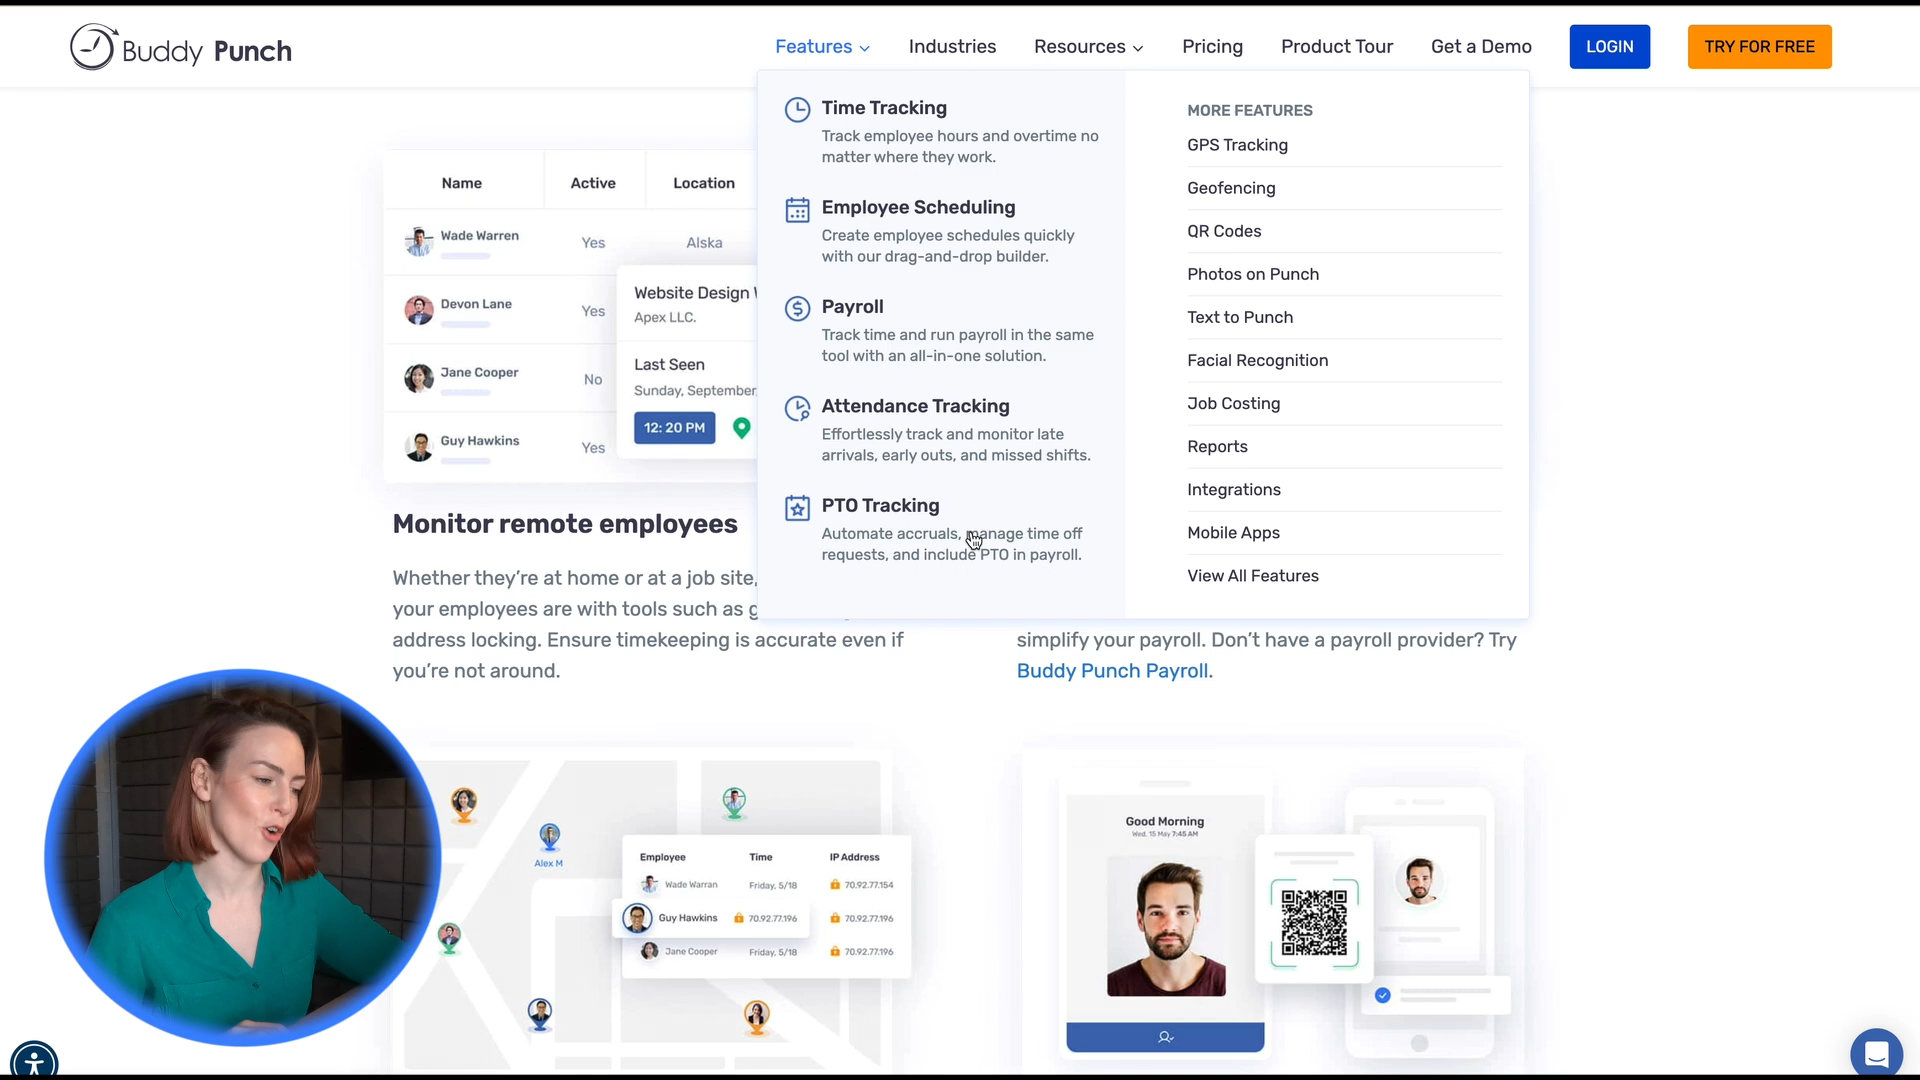 Buddy Punch
Features
Industries
Resources
Pricing
Product Tour
Get a Demo
LOGIN
TRY FOR FREE
Time Tracking
Track employee hours and overtime no
matter where they work.
Employee Scheduling
Create employee schedules quickly
with our drag-and-drop builder.
Payroll
Track time and run payroll in the same
tool with an all-in-one solution.
Attendance Tracking
Effortlessly track and monitor late
arrivals, early outs, and missed shifts.
PTO Tracking
Automate accruals, manage time off
requests, and include PTO in payroll.
MORE FEATURES
GPS Tracking
Geofencing
QR Codes
Photos on Punch
Text to Punch
Facial Recognition
Job Costing
Reports
Integrations
Mobile Apps
View All Features
Name Active Location
Wade Warren Yes Alska
Devon Lane Yes
Jane Cooper No
Guy Hawkins Yes
Website Design
Apex LLC.
Last Seen
Sunday, September
12: 20 PM
Monitor remote employees
Whether they're at home or at a job site,
your employees are with tools such as
address locking. Ensure timekeeping is accurate even if
you're not around.
simplify your payroll. Don't have a payroll provider? Try
Buddy Punch Payroll.
Alex M
Employee Time IP Address
Wade Warran Friday, 5/18 70.92.77.154
Guy Hawkins 70.92.77.196 70.92.77.196
Jane Cooper Friday, 5/18 70.92.77.196
Good Morning
Wed, 15 May 7:45 AM